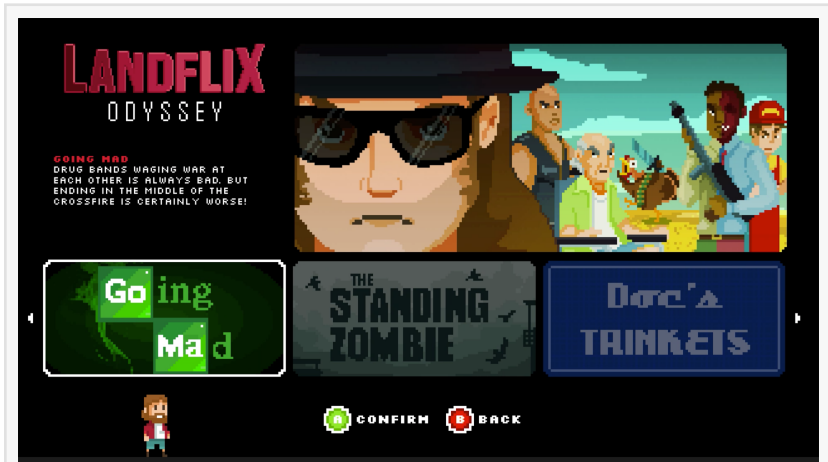 LANDFLIX
ODYSSEY
GOING MAD
DRUG BANDS WAGING WAR AT
EACH OTHER IS ALWAYS BAD. BUT
ENDING IN THE MIDDLE OF THE
CROSSFIRE IS CERTAINLY WORSE!
Going
Mad
THE
STANDING
ZOMBIE
Doc's
TRINKETS
A CONFIRM B BACK